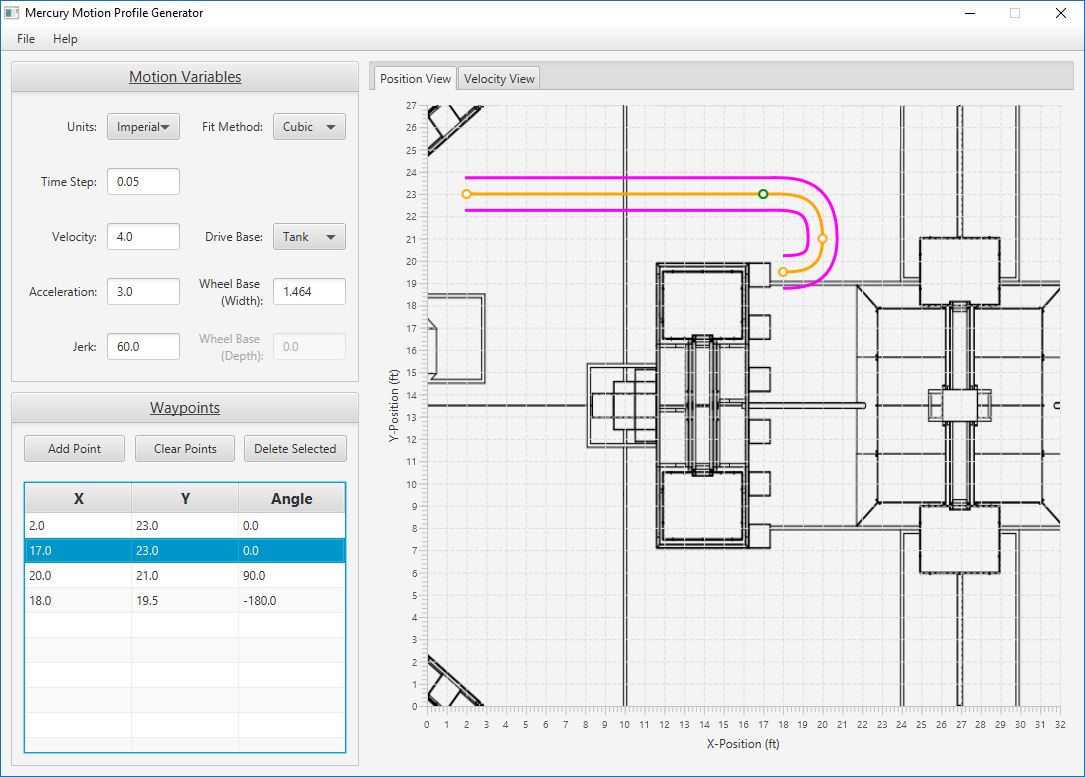 Mercury Motion Profile Generator
File Help
Motion Variables
Units: Imperial Fit Method: Cubic
Time Step: 0.05
Velocity: 4.0 Drive Base: Tank
Acceleration: 3.0 Wheel Base (Width): 1.464
Jerk: 60.0 Wheel Base (Depth): 0.0
Waypoints
Add Point Clear Points Delete Selected
X Y Angle
2.0 23.0 0.0
17.0 23.0 0.0
20.0 21.0 90.0
18.0 19.5 -180.0
Position View Velocity View
27
26
25
24
23
22
21
20
19
18
17
16
15
14
13
12
11
10
9
8
7
6
5
4
3
2
1
0
Y-Position (ft)
0 1 2 3 4 5 6 7 8 9 10 11 12 13 14 15 16 17 18 19 20 21 22 23 24 25 26 27 28 29 30 31 32
X-Position (ft)